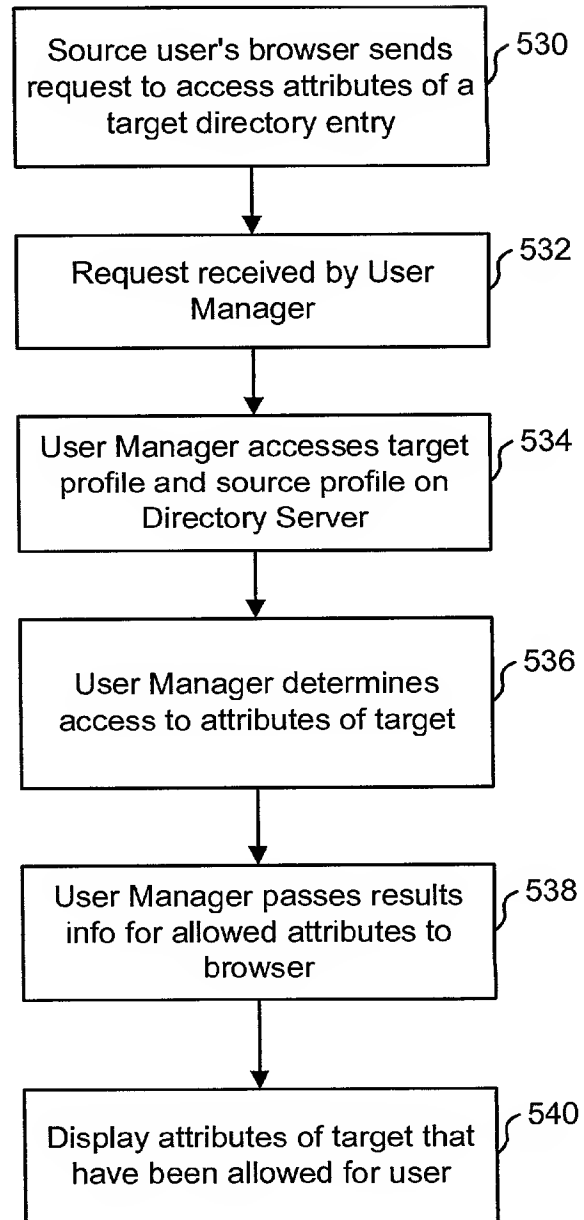 Source user's browser sends
request to access attributes of a
target directory entry
530
Request received by User
Manager
532
User Manager accesses target
profile and source profile on
Directory Server
534
User Manager determines
access to attributes of target
536
User Manager passes results
info for allowed attributes to
browser
538
Display attributes of target that
have been allowed for user
540